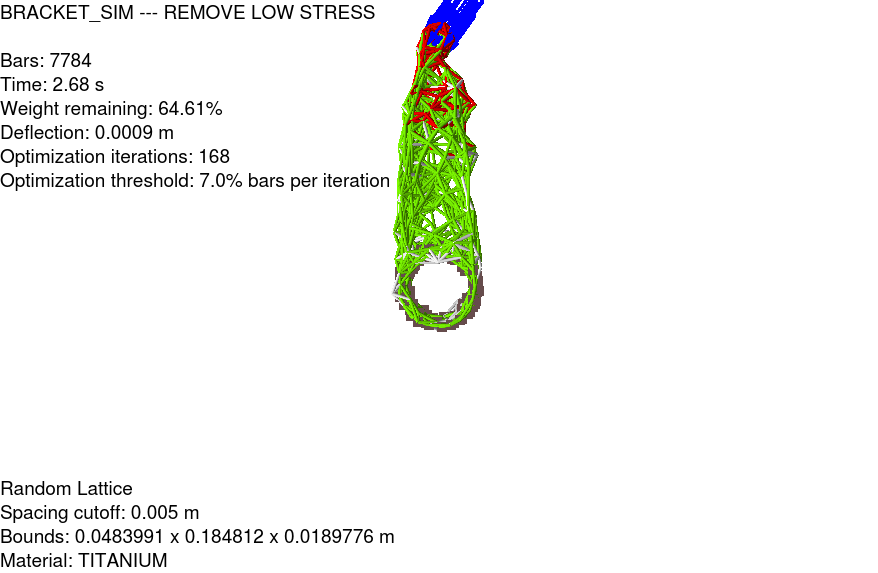 BRACKET_SIM --- REMOVE LOW STRESS
Bars: 7784
Time: 2.68 s
Weight remaining: 64.61%
Deflection: 0.0009 m
Optimization iterations: 168
Optimization threshold: 7.0% bars per iteration
Random Lattice
Spacing cutoff: 0.005 m
Bounds: 0.0483991 x 0.184812 x 0.0189776 m
Material: TITANIUM